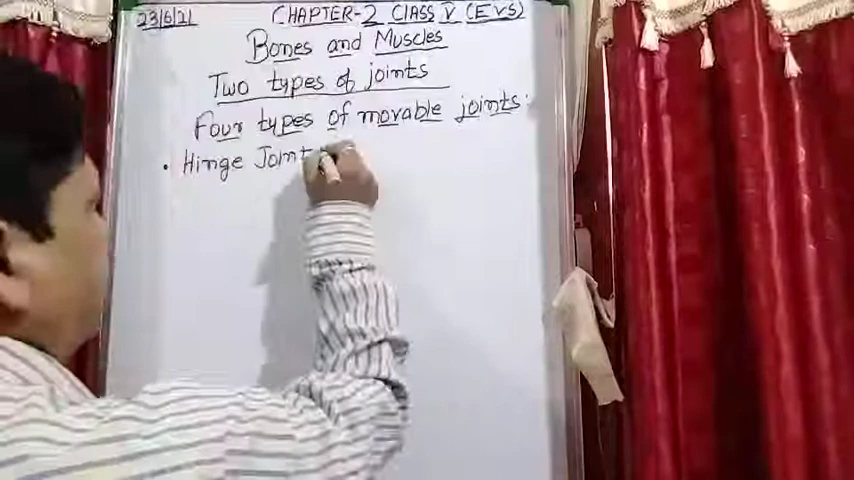 23/6/21 CHAPTER-2 CLASS V (EVS)
Bones and Muscles
Two types of joints
Four types of movable joints:
• Hinge Joint